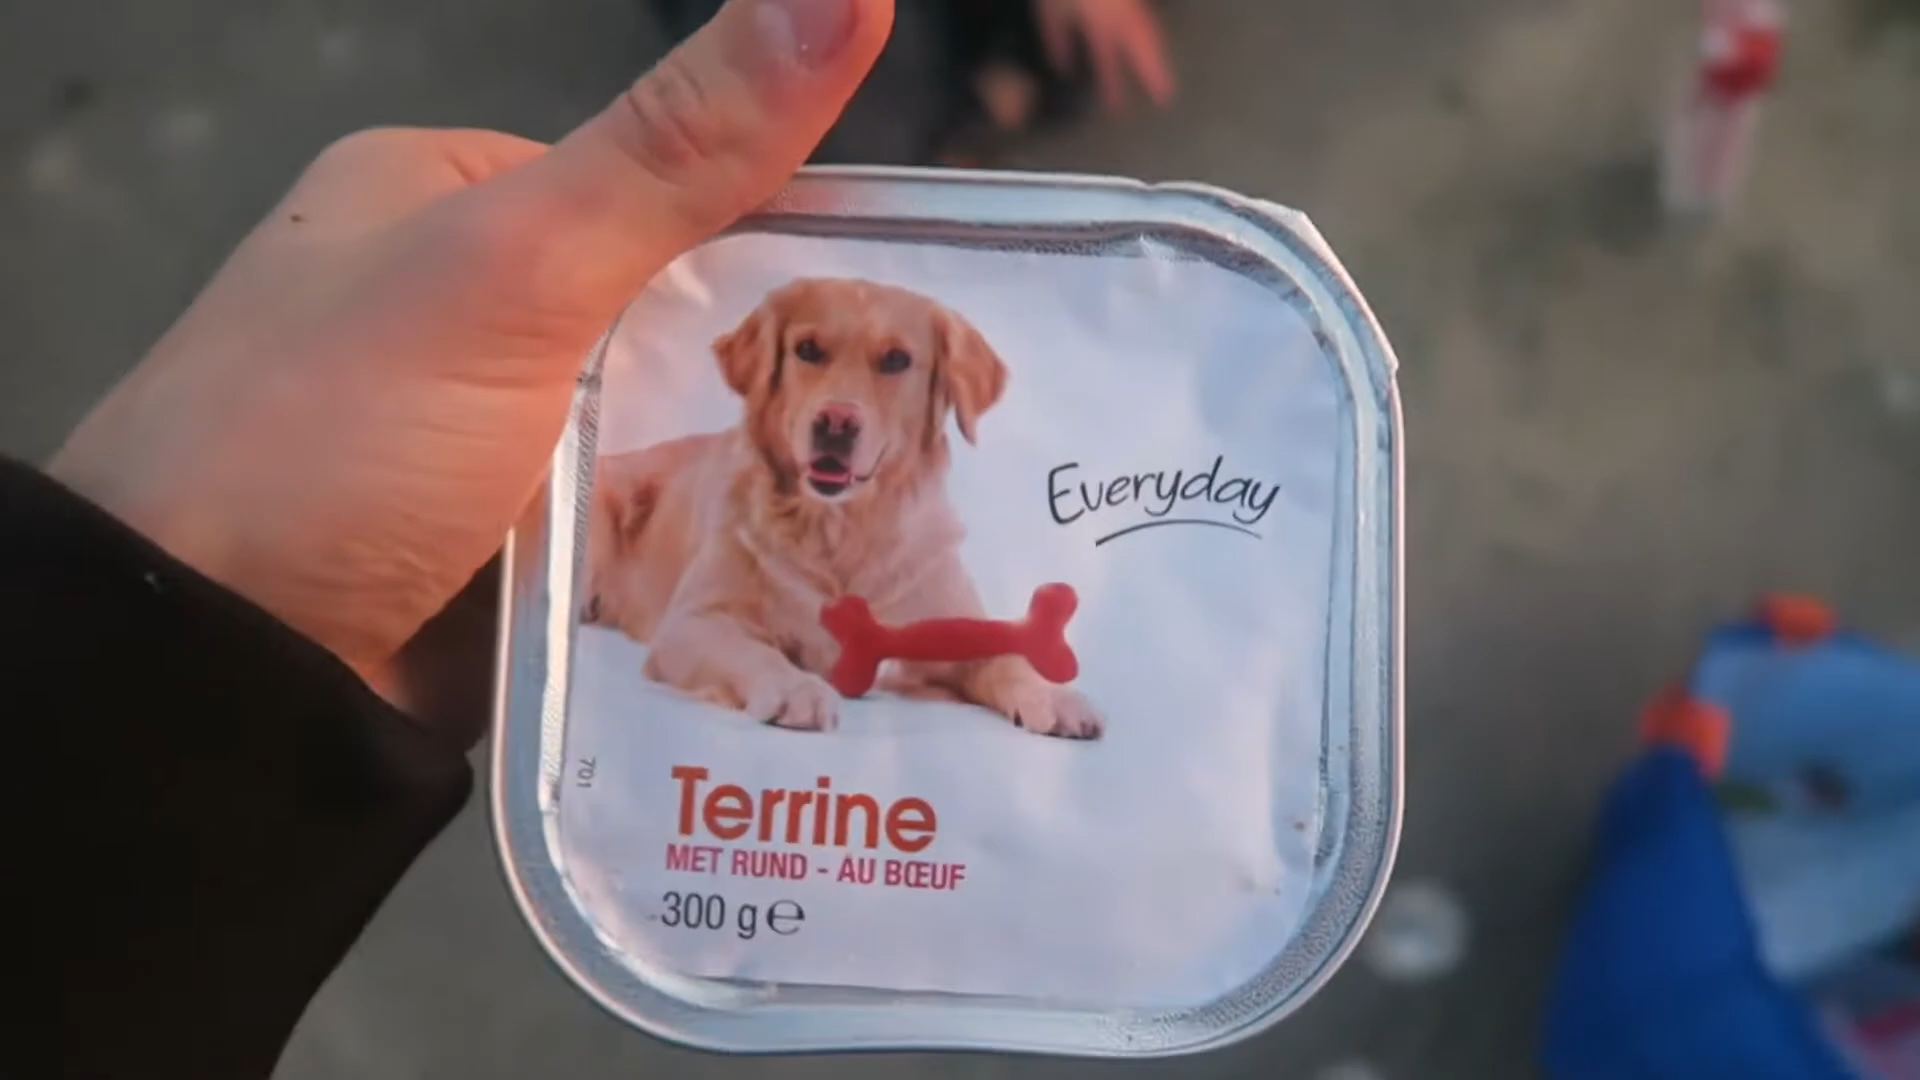 Everyday
701
Terrine
MET RUND - AU BŒUF
300 g ℮